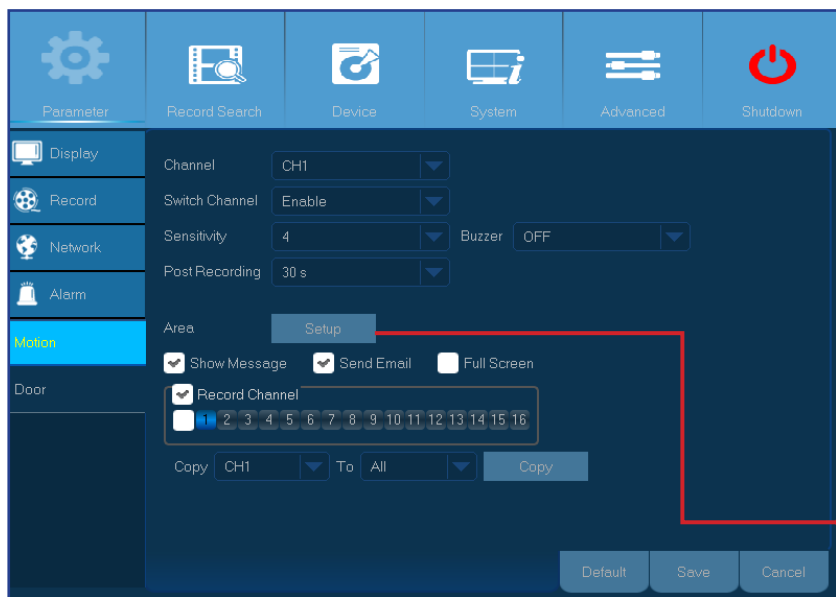 Parameter Record Search Device System Advanced Shutdown
Display
Record
Network
Alarm
Motion
Door
Channel CH1
Switch Channel Enable
Sensitivity 4 Buzzer OFF
Post Recording 30 s
Area Setup
Show Message Send Email Full Screen
Record Channel
1 2 3 4 5 6 7 8 9 10 11 12 13 14 15 16
Copy CH1 To All Copy
Default Save Cancel